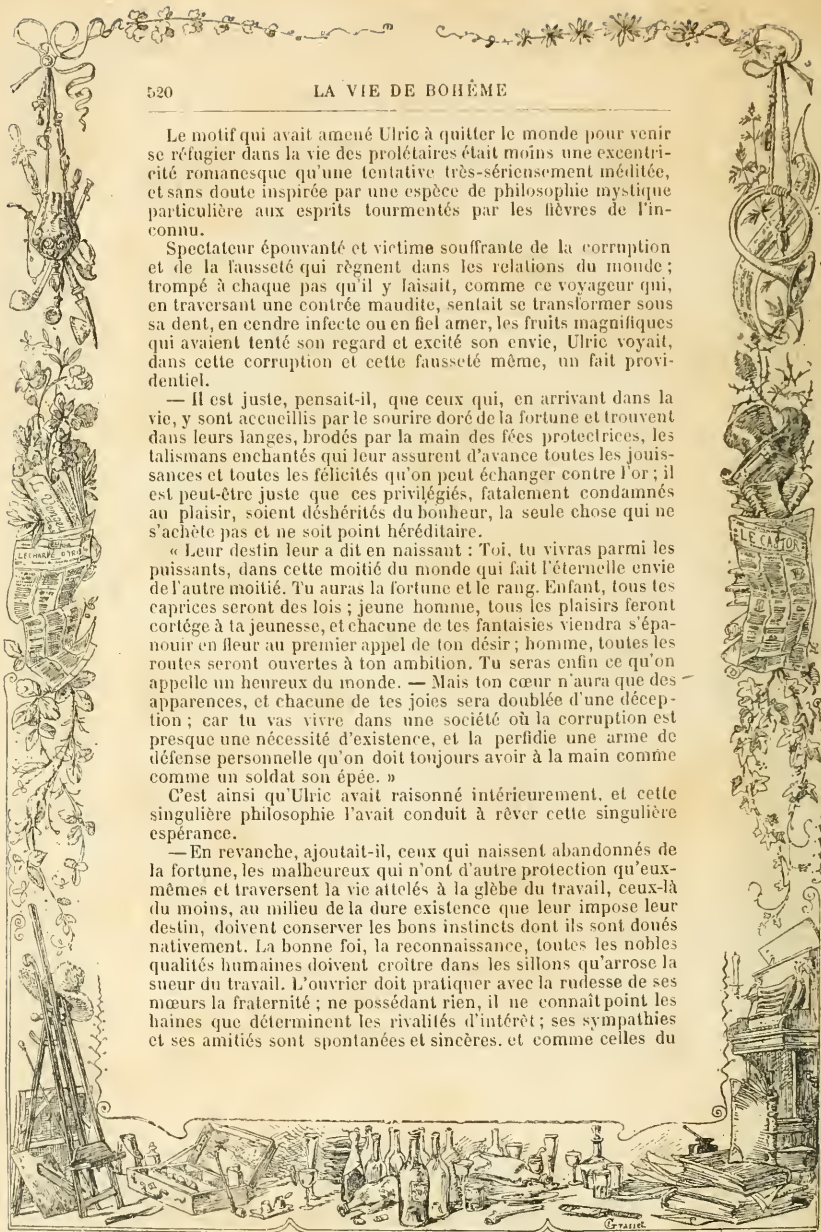 520
LA VIE DE BOHÊME
Le motif qui avait amené Ulric à quitter le monde pour venir
se réfugier dans la vie des prolétaires était moins une excentri-
cité romanesque qu'une tentative très-sérieusement méditée,
et sans doute inspirée par une espèce de philosophie mystique
particulière aux esprits tourmentés par les fièvres de l'in-
connu.
Spectateur épouvanté et victime souffrante de la corruption
et de la fausseté qui règnent dans les relations du monde ;
trompé à chaque pas qu'il y faisait, comme ce voyageur qui,
en traversant une contrée maudite, sentait se transformer sous
sa dent, en cendre infecte ou en fiel amer, les fruits magnifiques
qui avaient tenté son regard et excité son envie, Ulric voyait,
dans cette corruption et cette fausseté même, un fait provi-
dentiel.
— Il est juste, pensait-il, que ceux qui, en arrivant dans la
vie, y sont accueillis par le sourire doré de la fortune et trouvent
dans leurs langes, brodés par la main des fées protectrices, les
talismans enchantés qui leur assurent d'avance toutes les jouis-
sances et toutes les félicités qu'on peut échanger contre l'or ; il
est peut-être juste que ces privilégiés, fatalement condamnés
au plaisir, soient déshérités du bonheur, la seule chose qui ne
s'achète pas et ne soit point héréditaire.
« Leur destin leur a dit en naissant : Toi, tu vivras parmi les
puissants, dans cette moitié du monde qui fait l'éternelle envie
de l'autre moitié. Tu auras la fortune et le rang. Enfant, tous tes
caprices seront des lois ; jeune homme, tous les plaisirs feront
cortége à ta jeunesse, et chacune de tes fantaisies viendra s'épa-
nouir en fleur au premier appel de ton désir ; homme, toutes les
routes seront ouvertes à ton ambition. Tu seras enfin ce qu'on
appelle un heureux du monde. — Mais ton cœur n'aura que des
apparences, et chacune de tes joies sera doublée d'une décep-
tion ; car tu vas vivre dans une société où la corruption est
presque une nécessité d'existence, et la perfidie une arme de
défense personnelle qu'on doit toujours avoir à la main comme
comme un soldat son épée. »
C'est ainsi qu'Ulric avait raisonné intérieurement, et cette
singulière philosophie l'avait conduit à rêver cette singulière
espérance.
— En revanche, ajoutait-il, ceux qui naissent abandonnés de
la fortune, les malheureux qui n'ont d'autre protection qu'eux-
mêmes et traversent la vie attelés à la glèbe du travail, ceux-là
du moins, au milieu de la dure existence que leur impose leur
destin, doivent conserver les bons instincts dont ils sont doués
nativement. La bonne foi, la reconnaissance, toutes les nobles
qualités humaines doivent croître dans les sillons qu'arrose la
sueur du travail. L'ouvrier doit pratiquer avec la rudesse de ses
mœurs la fraternité ; ne possédant rien, il ne connaît point les
haines que déterminent les rivalités d'intérêt ; ses sympathies
et ses amitiés sont spontanées et sincères. et comme celles du
L'ECHARPE D'IRIS
LE CASTOR
Grasset